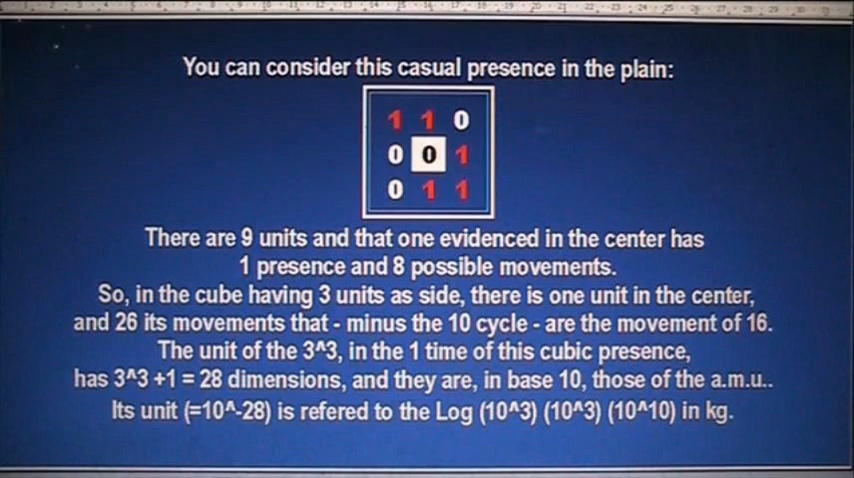 You can consider this casual presence in the plain:
1 1 0
0 0 1
0 1 1
There are 9 units and that one evidenced in the center has
1 presence and 8 possible movements.
So, in the cube having 3 units as side, there is one unit in the center,
and 26 its movements that - minus the 10 cycle - are the movement of 16.
The unit of the 3^3, in the 1 time of this cubic presence,
has 3^3 +1 = 28 dimensions, and they are, in base 10, those of the a.m.u..
Its unit (=10^-28) is refered to the Log (10^3) (10^3) (10^10) in kg.